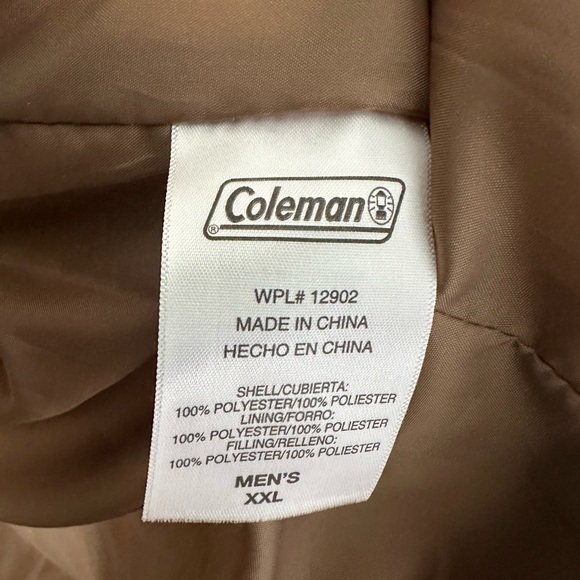 Coleman
®
WPL# 12902
MADE IN CHINA
HECHO EN CHINA
SHELL/CUBIERTA:
100% POLYESTER/100% POLIESTER
LINING/FORRO:
100% POLYESTER/100% POLIESTER
FILLING/RELLENO:
100% POLYESTER/100% POLIESTER
MEN'S
XXL